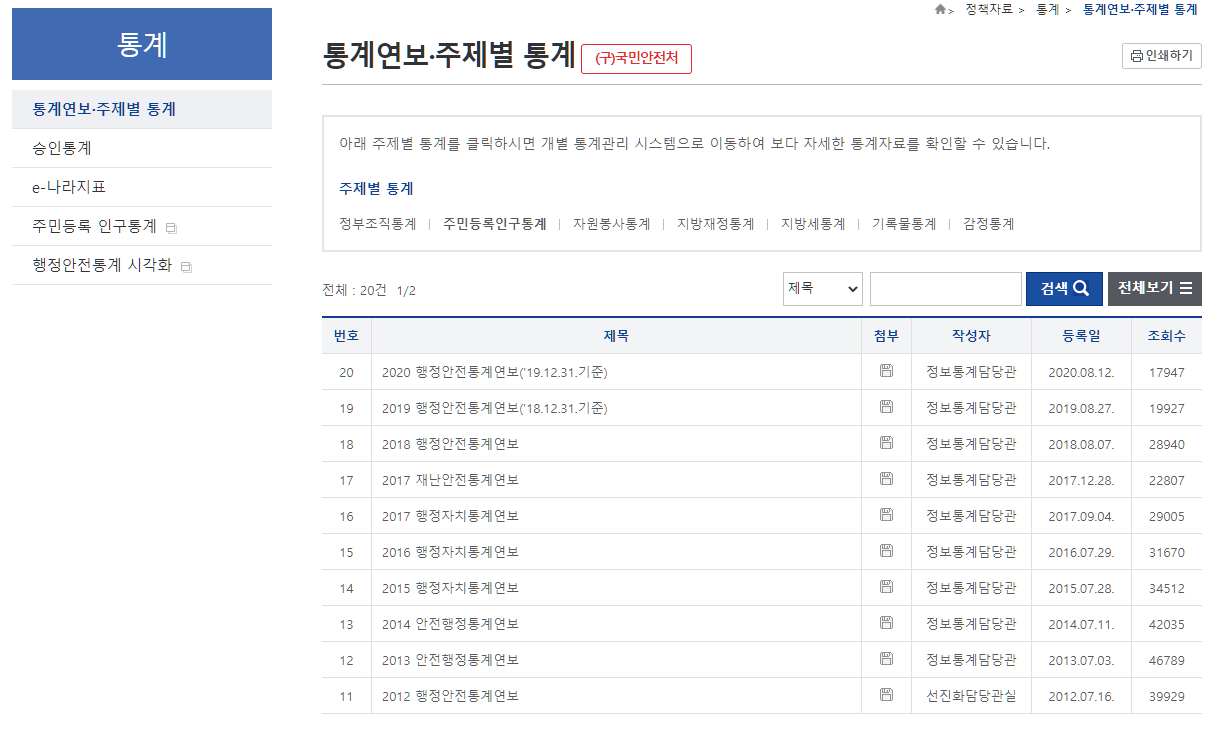 정책자료 > 통계 > 통계연보·주제별 통계
통계
통계연보·주제별 통계
승인통계
e-나라지표
주민등록 인구통계
행정안전통계 시각화
통계연보·주제별 통계 (구)국민안전처 인쇄하기
아래 주제별 통계를 클릭하시면 개별 통계관리 시스템으로 이동하여 보다 자세한 통계자료를 확인할 수 있습니다.
주제별 통계
정부조직통계 | 주민등록인구통계 | 자원봉사통계 | 지방재정통계 | 지방세통계 | 기록물통계 | 감정통계
전체 : 20건 1/2 제목 검색 전체보기
번호 제목 첨부 작성자 등록일 조회수
20 2020 행정안전통계연보('19.12.31.기준) 정보통계담당관 2020.08.12. 17947
19 2019 행정안전통계연보('18.12.31.기준) 정보통계담당관 2019.08.27. 19927
18 2018 행정안전통계연보 정보통계담당관 2018.08.07. 28940
17 2017 재난안전통계연보 정보통계담당관 2017.12.28. 22807
16 2017 행정자치통계연보 정보통계담당관 2017.09.04. 29005
15 2016 행정자치통계연보 정보통계담당관 2016.07.29. 31670
14 2015 행정자치통계연보 정보통계담당관 2015.07.28. 34512
13 2014 안전행정통계연보 정보통계담당관 2014.07.11. 42035
12 2013 안전행정통계연보 정보통계담당관 2013.07.03. 46789
11 2012 행정안전통계연보 선진화담당관실 2012.07.16. 39929